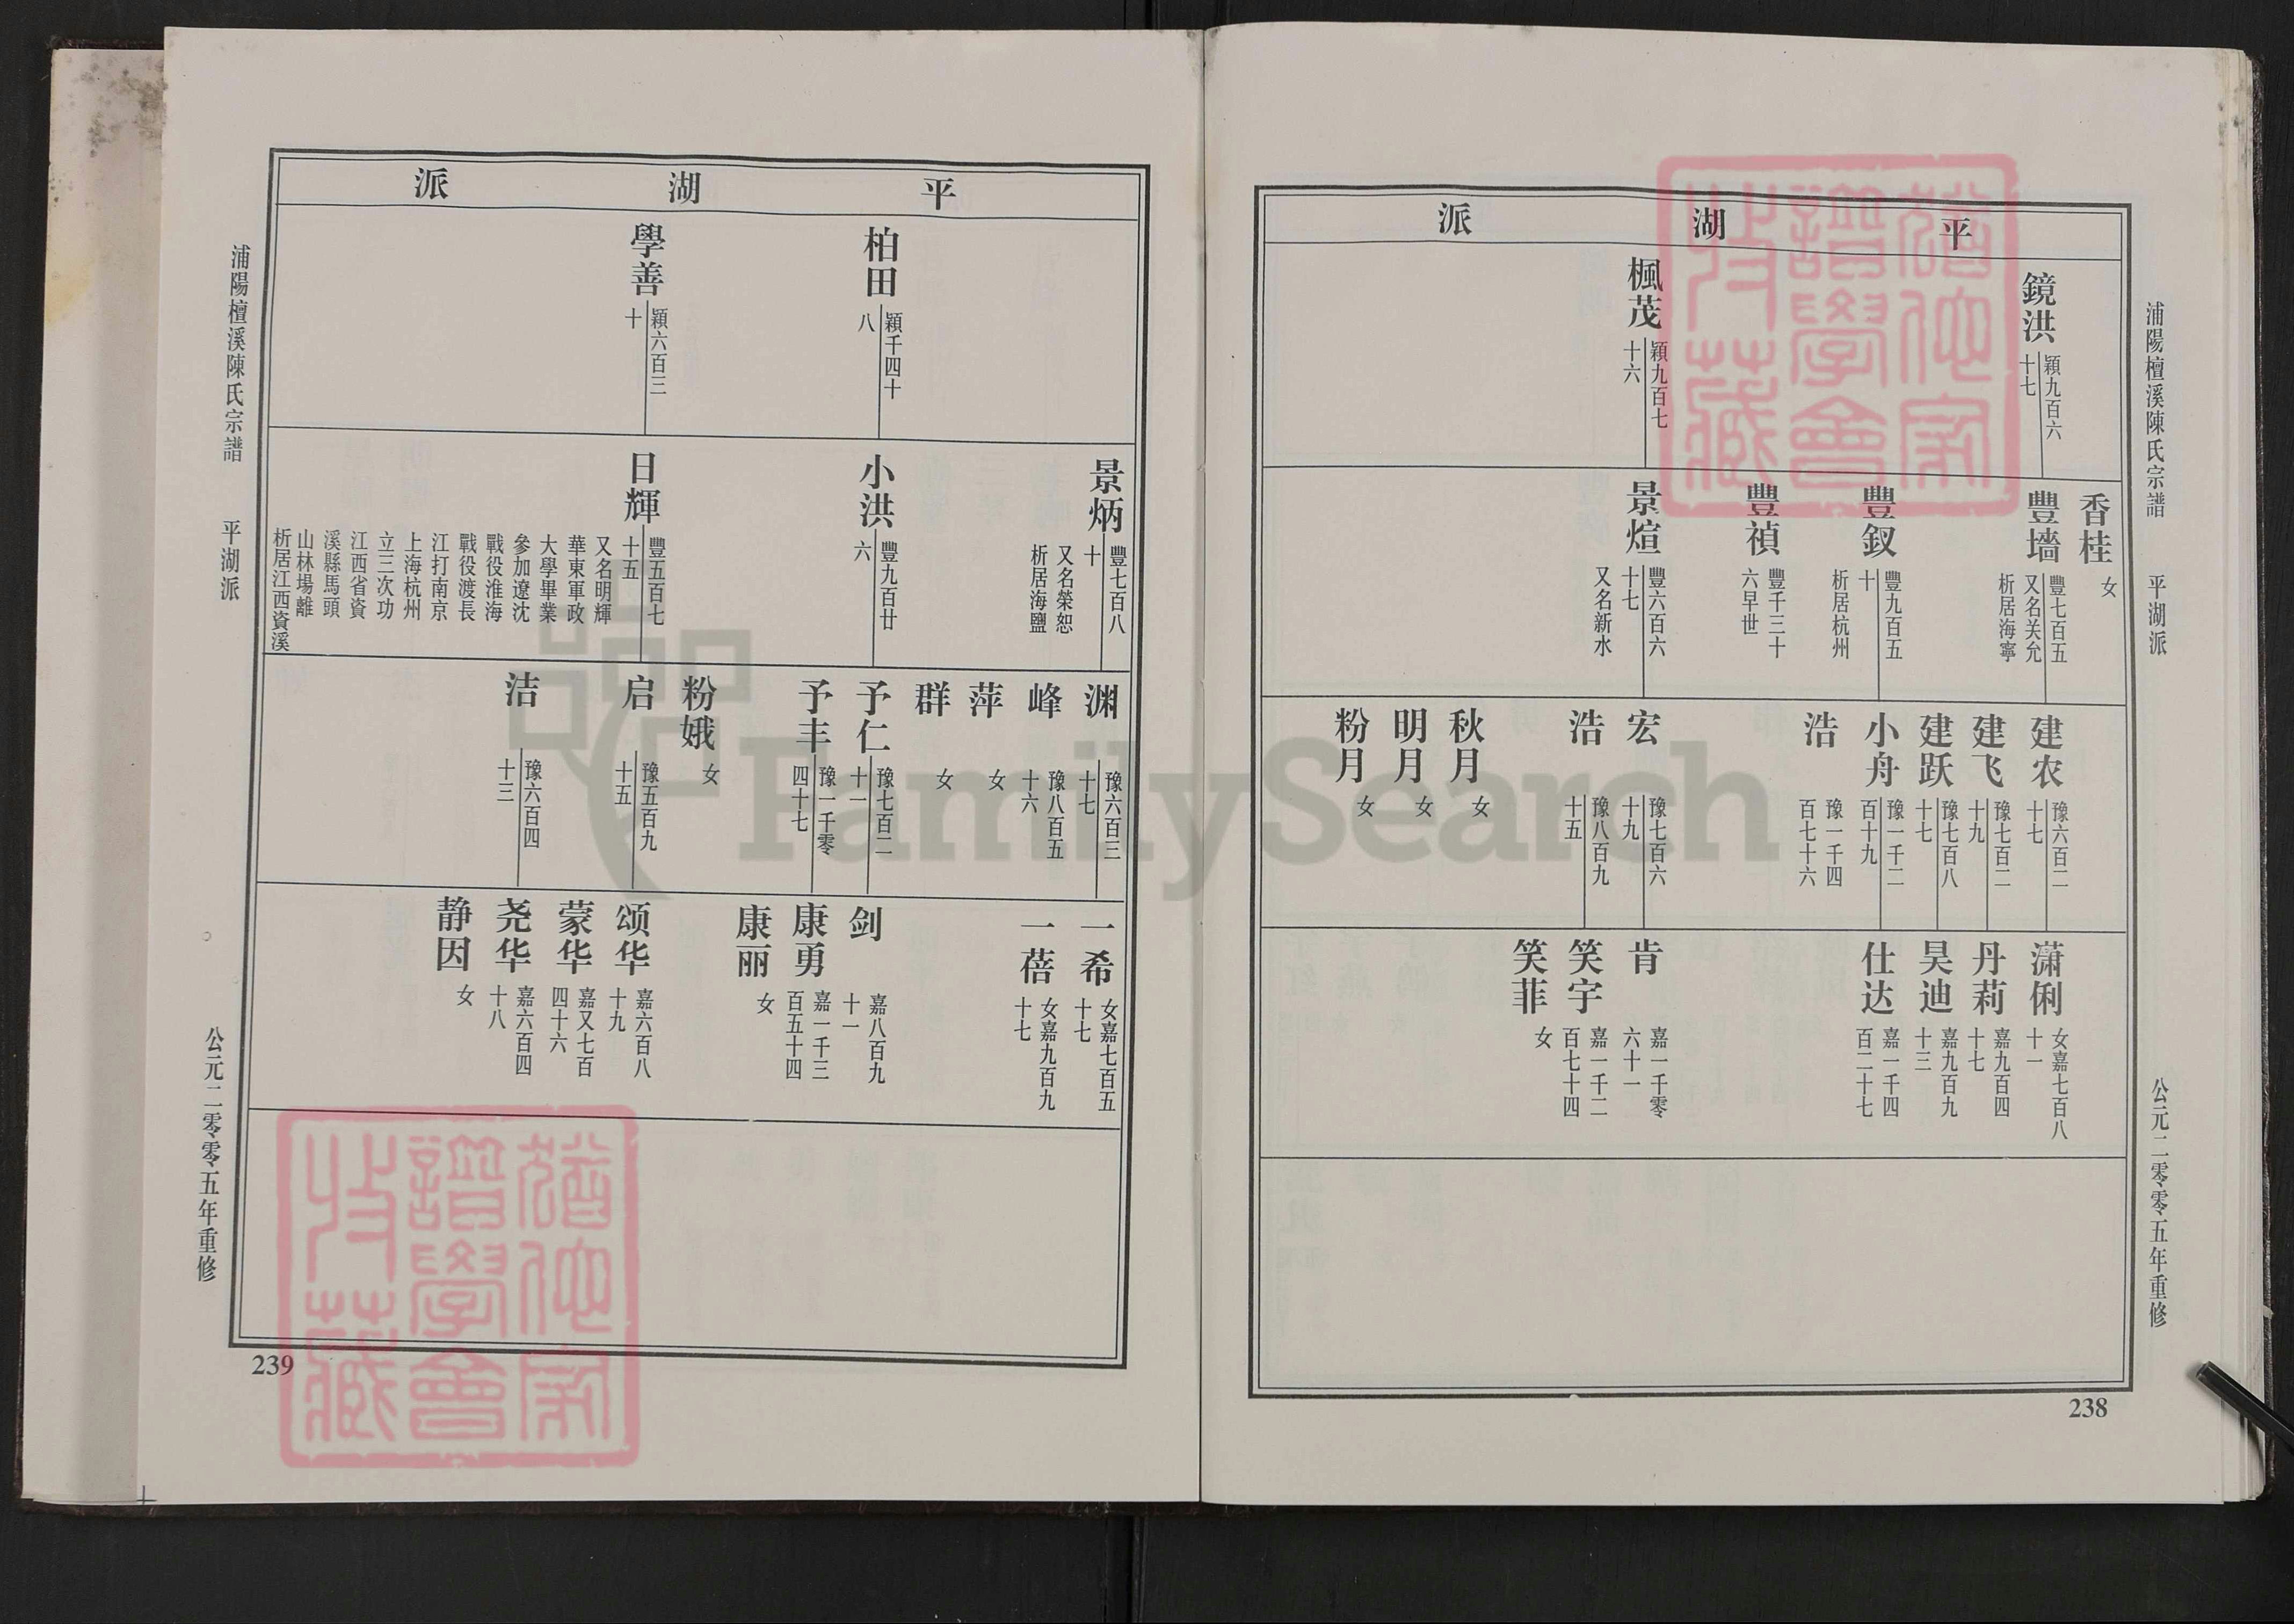 浦陽檀溪陳氏宗譜
平湖派
公元二零零五年重修
平湖派
鏡洪
穎九百六
十七
楓茂
穎九百七
十六
香桂
女
豐墻
豐七百五
又名关允
析居海寧
豐釵
豐九百五
十
析居杭州
豐禎
豐千三十
六早世
景煊
豐六百六
十七
又名新水
建农
豫六百二
十七
建飞
豫七百二
十九
建跃
豫七百八
十七
小舟
豫一千二
百十九
浩
豫一千四
百七十六
宏
豫七百六
十九
浩
豫八百九
十五
秋月
女
明月
女
粉月
女
潇俐
女嘉七百八
十一
丹莉
嘉九百四
十七
昊迪
嘉九百九
十三
仕达
嘉一千四
百二十七
肯
嘉一千零
六十一
笑宇
嘉一千二
百七十四
笑菲
女
238
平湖派
柏田
穎千四十
八
學善
穎六百三
十
景炳
豐七百八
十
又名榮恕
析居海鹽
小洪
豐九百廿
六
日輝
豐五百七
十五
又名明輝
華東軍政
大學畢業
參加遼沈
戰役淮海
戰役渡長
江打南京
上海杭州
立三次功
江西省資
溪縣馬頭
山林場離
析居江西資溪
渊
豫六百三
十七
峰
豫八百五
十六
萍
女
群
女
予仁
豫七百二
十一
予丰
豫一千零
四十七
粉娥
女
启
豫五百九
十五
洁
豫六百四
十三
一希
女嘉七百五
十七
一蓓
女嘉九百九
十七
剑
嘉八百九
十一
康勇
嘉一千三
百五十四
康丽
女
颂华
嘉六百八
十九
蒙华
嘉又七百
四十六
尧华
嘉六百四
十八
静因
女
浦陽檀溪陳氏宗譜
平湖派
公元二零零五年重修
239
FamilySearch